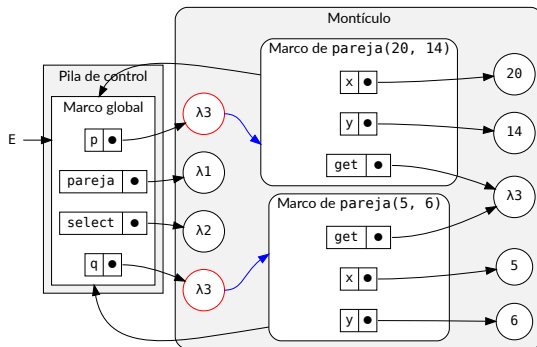 Montículo
Marco de pareja(20, 14)
Pila de control
Marco global
x
20
p
λ3
y
14
E
get
pareja
λ1
λ3
Marco de pareja(5, 6)
select
λ2
get
q
λ3
x
5
y
6